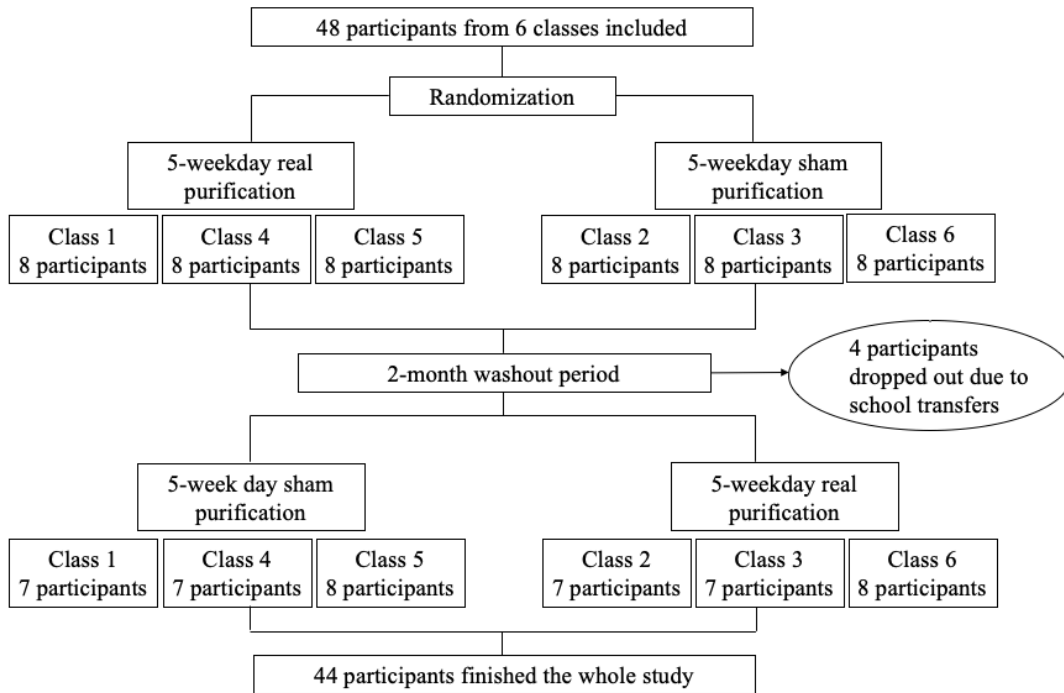 48 participants from 6 classes included
Randomization
5-weekday real
purification
5-weekday sham
purification
Class 1
8 participants
Class 4
8 participants
Class 5
8 participants
Class 2
8 participants
Class 3
8 participants
Class 6
8 participants
2-month washout period
4 participants
dropped out due to
school transfers
5-week day sham
purification
5-weekday real
purification
Class 1
7 participants
Class 4
7 participants
Class 5
8 participants
Class 2
7 participants
Class 3
7 participants
Class 6
8 participants
44 participants finished the whole study